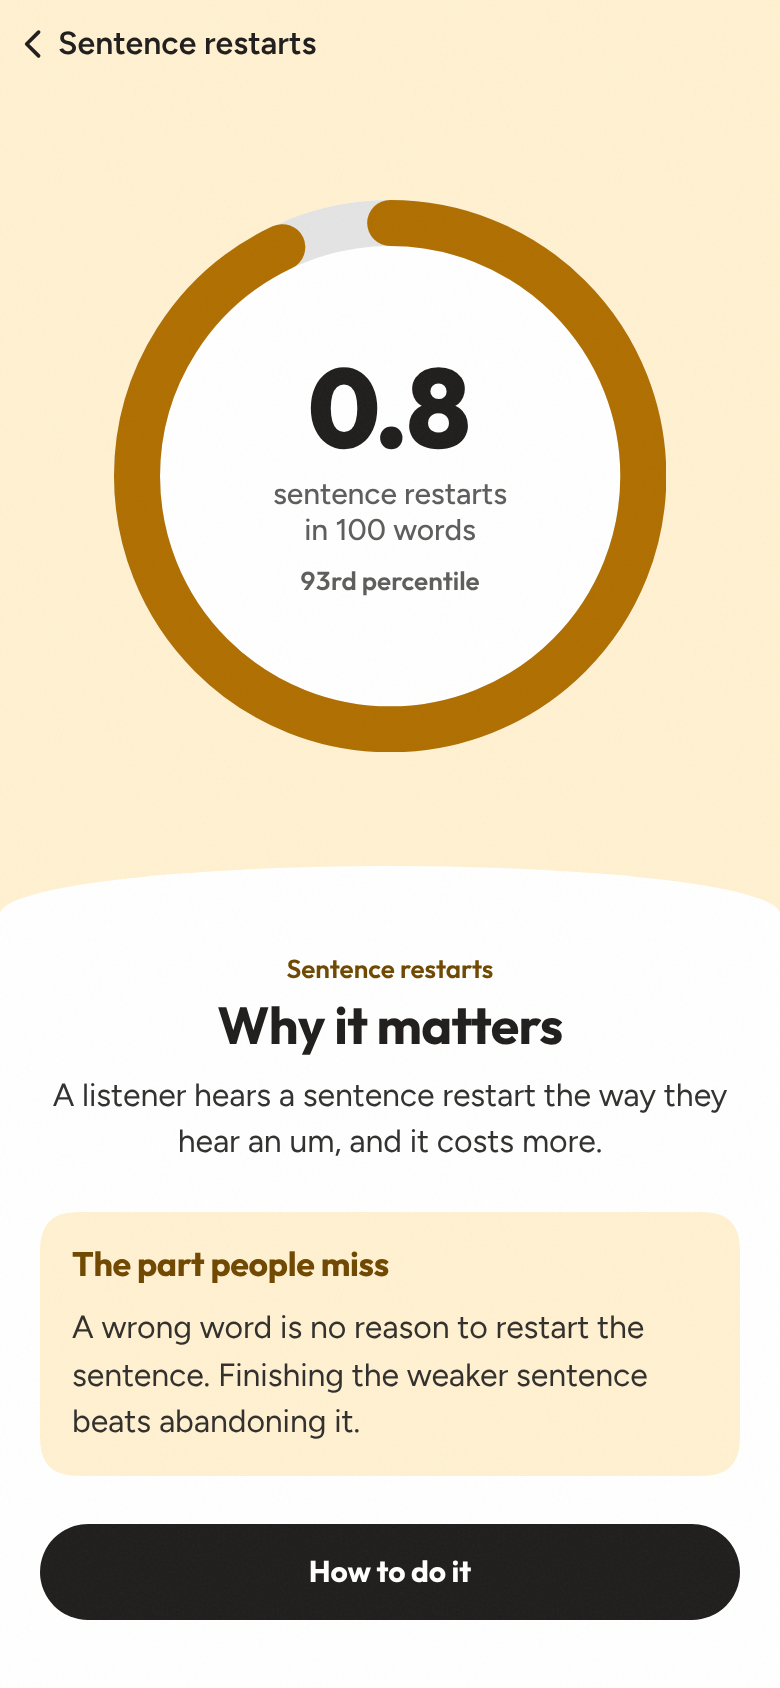 Sentence restarts
0.8
sentence restarts
in 100 words
93rd percentile
Sentence restarts
Why it matters
A listener hears a sentence restart the way they
hear an um, and it costs more.
The part people miss
A wrong word is no reason to restart the
sentence. Finishing the weaker sentence
beats abandoning it.
How to do it